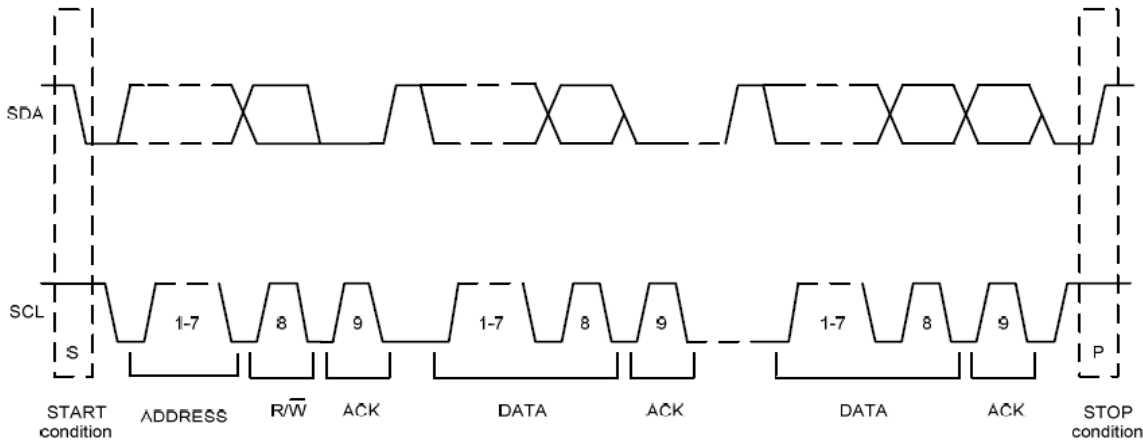 SDA
SCL
1-7 8 9 1-7 8 9 1-7 8 9
S P
START condition
ADDRESS
R/W̅
ACK
DATA
ACK
DATA
ACK
STOP condition